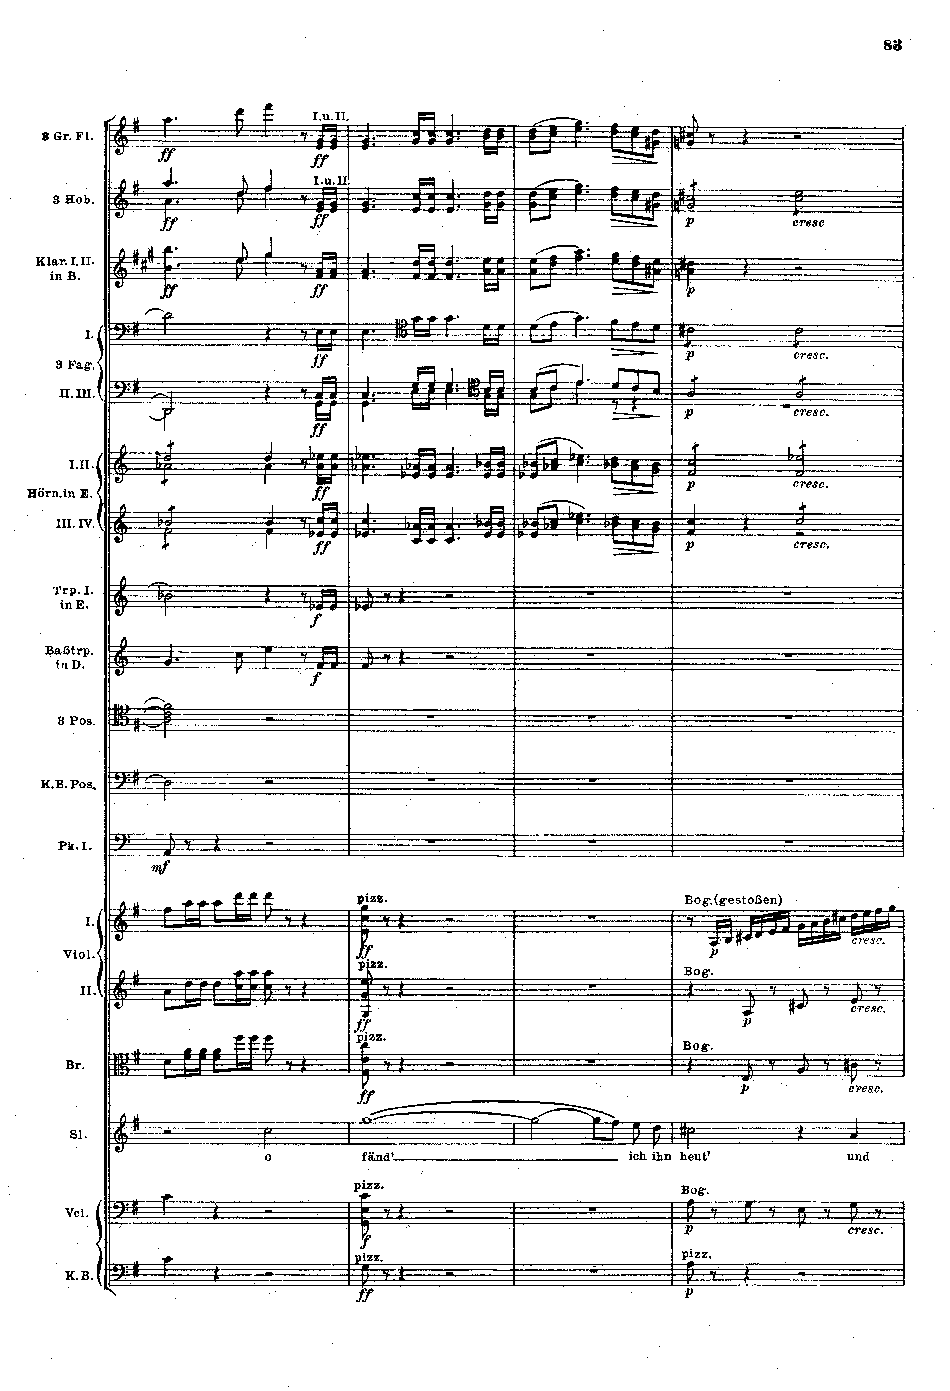 83
I.u.II.
3 Gr. Fl.
ff
ff
I.u.II
3 Hob.
ff
ff
p
cresc
Klar. I.II.
in B.
ff
ff
p
I.
ff
p
cresc.
3 Fag.
II. III.
ff
p
cresc.
I.II.
ff
p
cresc.
Hörn. in E.
III. IV.
ff
p
cresc.
Trp. I.
in E.
f
Baßtrp.
in D.
f
3 Pos.
K.B. Pos.
Pk. I.
mf
pizz.
Bog. (gestoßen)
I.
ff
p
cresc.
Viol.
pizz.
Bog.
II.
ff
p
cresc.
pizz.
Bog.
Br.
ff
p
cresc.
Sl.
o fänd' ich ihn heut' und
pizz.
Bog.
Vcl.
f
p
cresc.
pizz.
pizz.
K.B.
ff
p